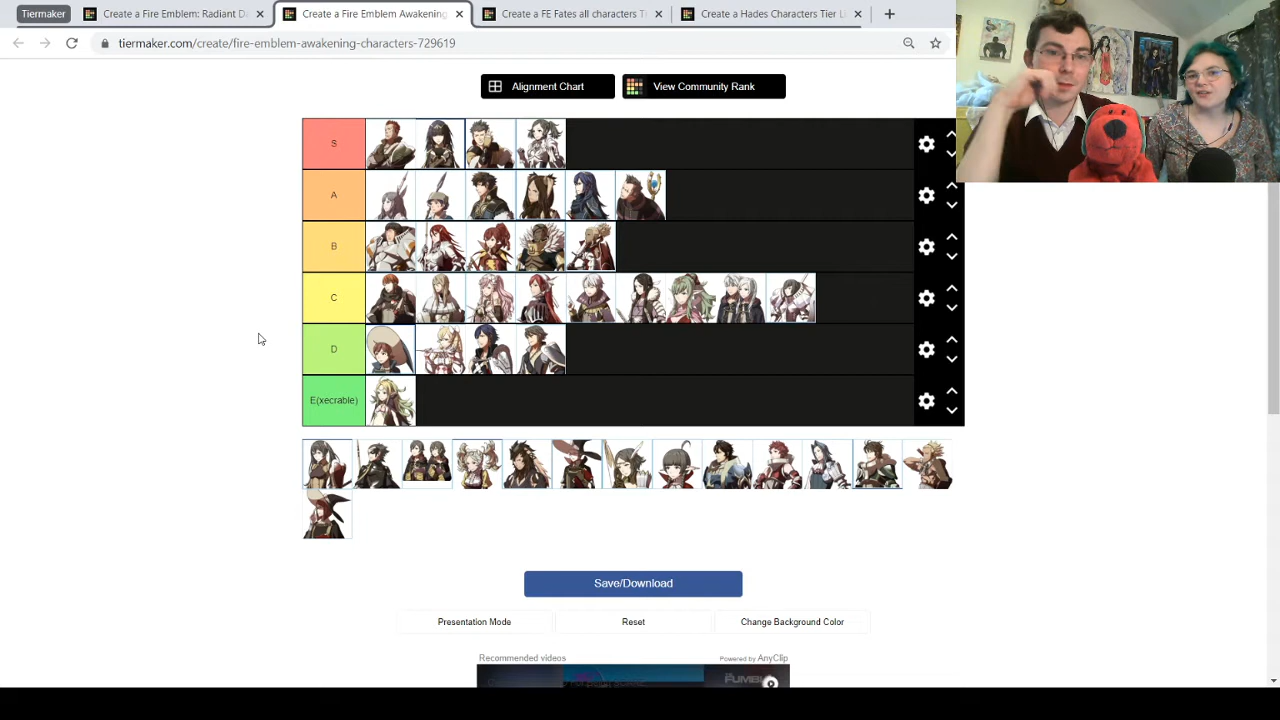 Tiermaker
Create a Fire Emblem: Radiant D
Create a Fire Emblem Awakening
Create a FE Fates all characters T
Create a Hades Characters Tier Li
tiermaker.com/create/fire-emblem-awakening-characters-729619
Alignment Chart
View Community Rank
S
A
B
C
D
E(xecrable)
Save/Download
Presentation Mode
Reset
Change Background Color
Recommended videos
Powered by AnyClip